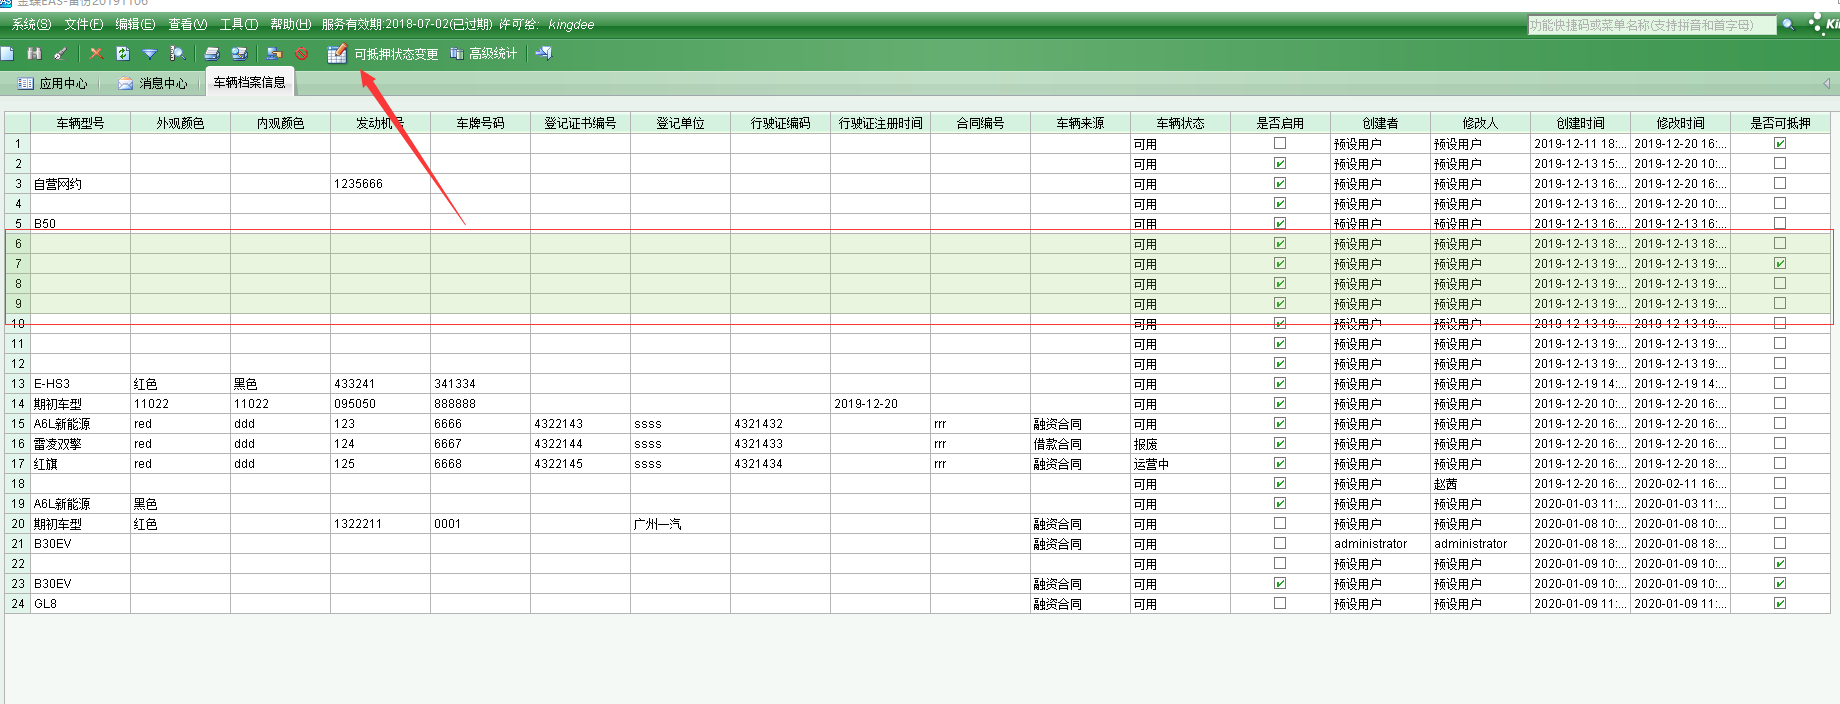 金蝶EAS-备份20191106
系统(S) 文件(F) 编辑(E) 查看(V) 工具(T) 帮助(H) 服务有效期:2018-07-02(已过期) 许可给: kingdee 功能快捷码或菜单名称(支持拼音和首字母)
可抵押状态变更 高级统计
应用中心 消息中心 车辆档案信息
车辆型号 外观颜色 内观颜色 发动机号 车牌号码 登记证书编号 登记单位 行驶证编码 行驶证注册时间 合同编号 车辆来源 车辆状态 是否启用 创建者 修改人 创建时间 修改时间 是否可抵押
1 可用 预设用户 预设用户 2019-12-11 18:... 2019-12-20 16:...
2 可用 预设用户 预设用户 2019-12-13 15:... 2019-12-20 10:...
3 自营网约 1235666 可用 预设用户 预设用户 2019-12-13 16:... 2019-12-20 16:...
4 可用 预设用户 预设用户 2019-12-13 16:... 2019-12-20 10:...
5 B50 可用 预设用户 预设用户 2019-12-13 16:... 2019-12-13 16:...
6 可用 预设用户 预设用户 2019-12-13 18:... 2019-12-13 18:...
7 可用 预设用户 预设用户 2019-12-13 19:... 2019-12-13 19:...
8 可用 预设用户 预设用户 2019-12-13 19:... 2019-12-13 19:...
9 可用 预设用户 预设用户 2019-12-13 19:... 2019-12-13 19:...
10 可用 预设用户 预设用户 2019-12-13 19:... 2019-12-13 19:...
11 可用 预设用户 预设用户 2019-12-13 19:... 2019-12-13 19:...
12 可用 预设用户 预设用户 2019-12-13 19:... 2019-12-13 19:...
13 E-HS3 红色 黑色 433241 341334 可用 预设用户 预设用户 2019-12-19 14:... 2019-12-19 14:...
14 期初车型 11022 11022 095050 888888 2019-12-20 可用 预设用户 预设用户 2019-12-20 10:... 2019-12-20 16:...
15 A6L新能源 red ddd 123 6666 4322143 ssss 4321432 rrr 融资合同 可用 预设用户 预设用户 2019-12-20 16:... 2019-12-20 16:...
16 雷凌双擎 red ddd 124 6667 4322144 ssss 4321433 rrr 借款合同 报废 预设用户 预设用户 2019-12-20 16:... 2019-12-20 16:...
17 红旗 red ddd 125 6668 4322145 ssss 4321434 rrr 融资合同 运营中 预设用户 预设用户 2019-12-20 16:... 2019-12-20 18:...
18 可用 预设用户 赵茜 2019-12-20 16:... 2020-02-11 16:...
19 A6L新能源 黑色 可用 预设用户 预设用户 2020-01-03 11:... 2020-01-03 11:...
20 期初车型 红色 1322211 0001 广州一汽 融资合同 可用 预设用户 预设用户 2020-01-08 10:... 2020-01-08 10:...
21 B30EV 融资合同 可用 administrator administrator 2020-01-08 18:... 2020-01-08 18:...
22 可用 预设用户 预设用户 2020-01-09 10:... 2020-01-09 10:...
23 B30EV 融资合同 可用 预设用户 预设用户 2020-01-09 10:... 2020-01-09 10:...
24 GL8 融资合同 可用 预设用户 预设用户 2020-01-09 11:... 2020-01-09 11:...